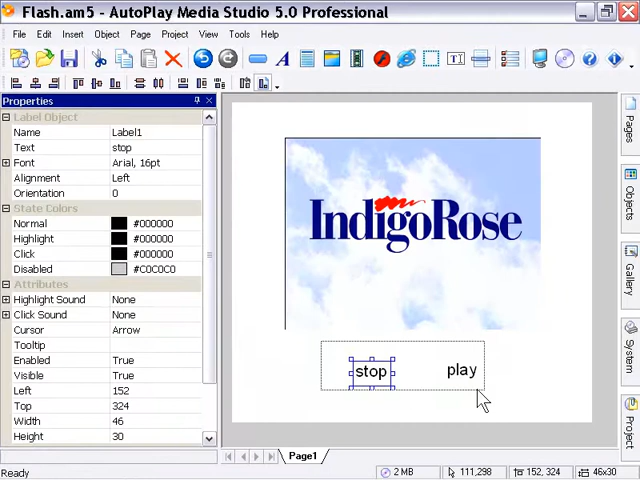 Flash.am5 - AutoPlay Media Studio 5.0 Professional
File Edit Insert Object Page Project View Tools Help
Properties
Label Object
Name Label1
Text stop
Font Arial, 16pt
Alignment Left
Orientation 0
State Colors
Normal #000000
Highlight #000000
Click #000000
Disabled #C0C0C0
Attributes
Highlight Sound None
Click Sound None
Cursor Arrow
Tooltip
Enabled True
Visible True
Left 152
Top 324
Width 46
Height 30
IndigoRose
stop play
Pages
Objects
Gallery
System
Project
Page1
Ready 2 MB 111,298 152, 324 46x30